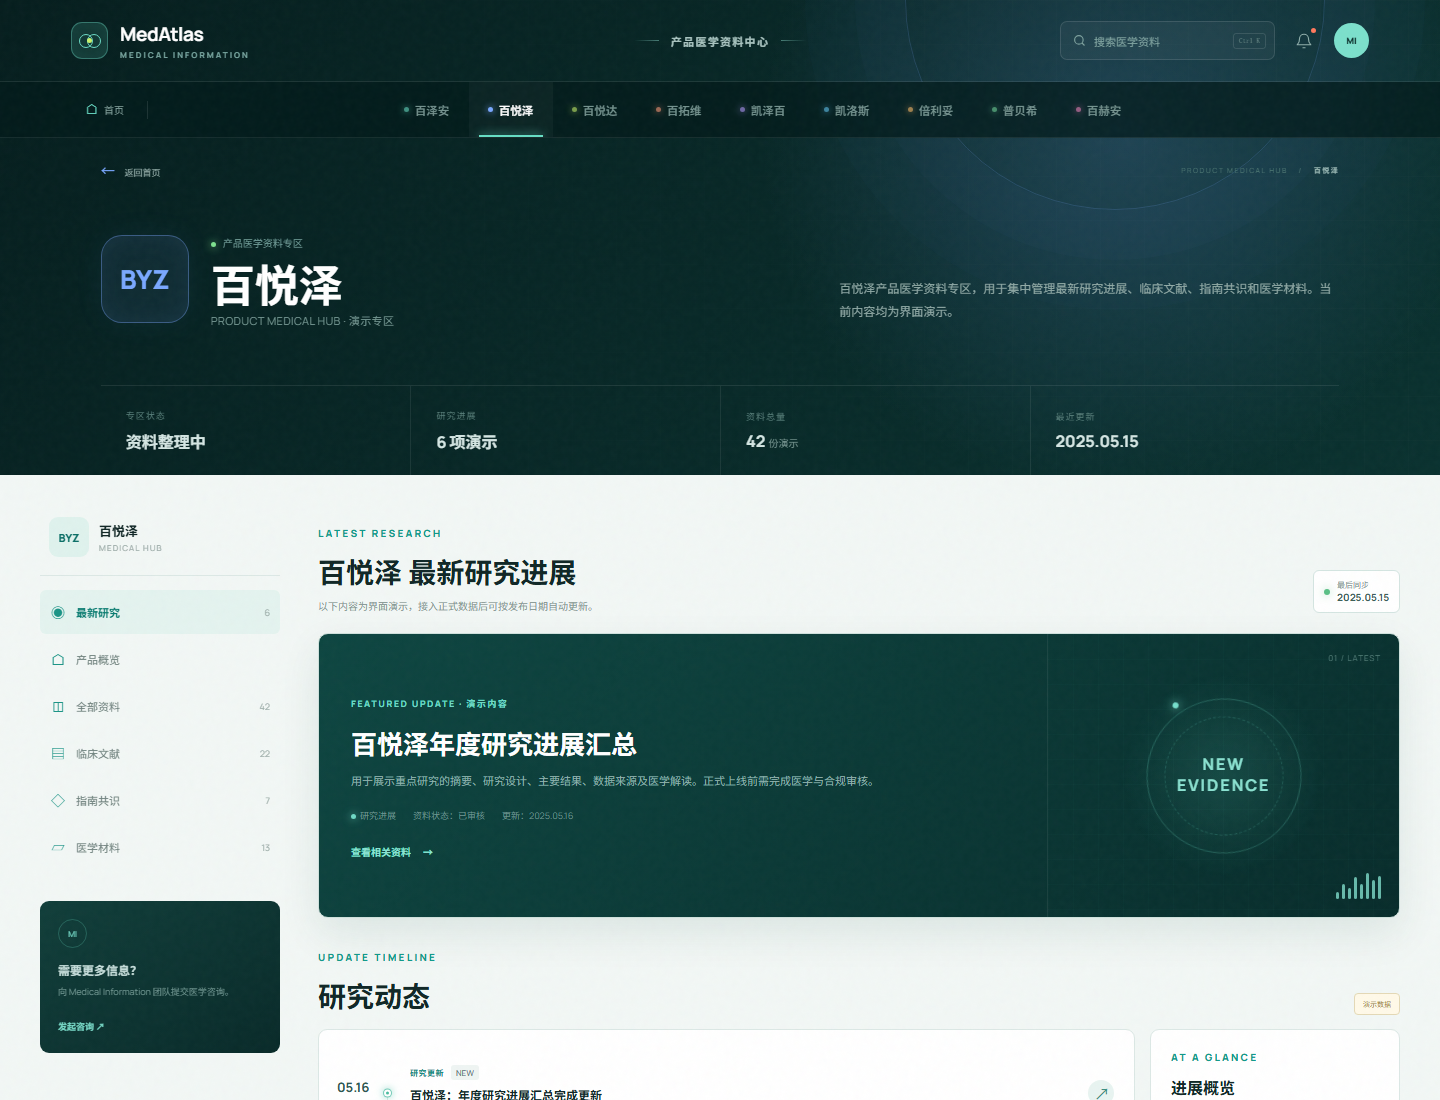 MedAtlas
MEDICAL INFORMATION
产品医学资料中心
搜索医学资料
Ctrl K
MI
首页
百泽安
百悦泽
百悦达
百拓维
凯泽百
凯洛斯
倍利妥
普贝希
百赫安
← 返回首页
PRODUCT MEDICAL HUB / 百悦泽
BYZ
产品医学资料专区
百悦泽
PRODUCT MEDICAL HUB · 演示专区
百悦泽产品医学资料专区，用于集中管理最新研究进展、临床文献、指南共识和医学材料。当
前内容均为界面演示。
专区状态
资料整理中
研究进展
6 项演示
资料总量
42 份演示
最近更新
2025.05.15
BYZ
百悦泽
MEDICAL HUB
最新研究 6
产品概览
全部资料 42
临床文献 22
指南共识 7
医学材料 13
MI
需要更多信息？
向 Medical Information 团队提交医学咨询。
发起咨询 ↗
LATEST RESEARCH
百悦泽 最新研究进展
以下内容为界面演示，接入正式数据后可按发布日期自动更新。
最后同步
2025.05.15
FEATURED UPDATE · 演示内容
百悦泽年度研究进展汇总
用于展示重点研究的摘要、研究设计、主要结果、数据来源及医学解读。正式上线前需完成医学与合规审核。
研究进展 资料状态：已审核 更新：2025.05.16
查看相关资料 →
01 / LATEST
NEW
EVIDENCE
UPDATE TIMELINE
研究动态
演示数据
05.16
研究更新 NEW
百悦泽：年度研究进展汇总完成更新
↗
AT A GLANCE
进展概览